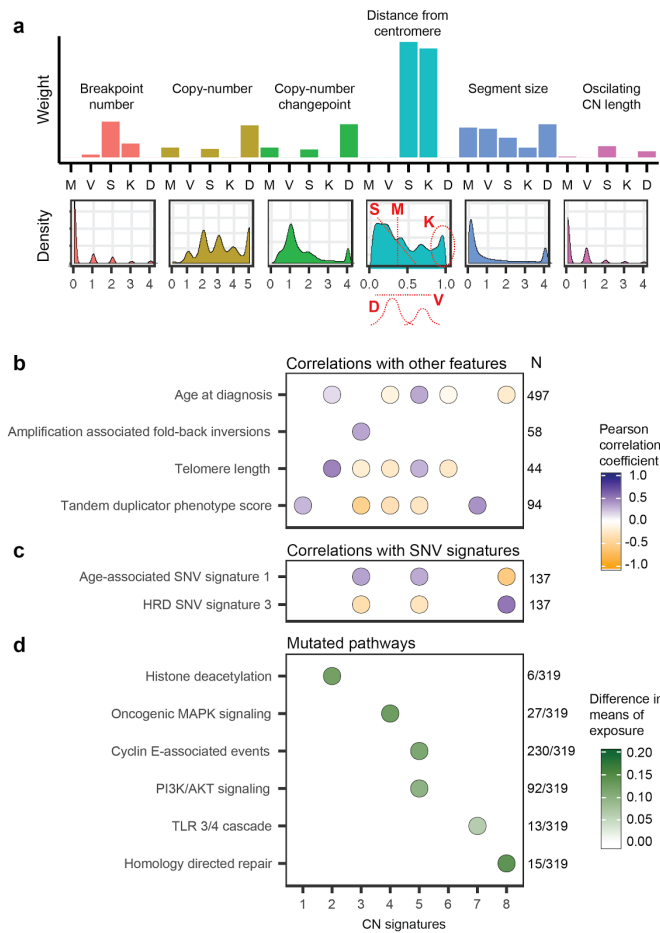 a
Distance from
centromere
Breakpoint
number
Copy-number
Copy-number
changepoint
Segment size
Oscilating
CN length
Weight
M V S K D M V S K D M V S K D M V S K D M V S K D M V S K D
Density
S M K
0 1 2 3 4 0 1 2 3 4 5 0 1 2 3 4 0.0 0.5 1.0 0 1 2 3 4 0 1 2 3 4
D V
b
Correlations with other features N
Age at diagnosis 497
Amplification associated fold-back inversions 58
Telomere length 44
Tandem duplicator phenotype score 94
Pearson
correlation
coefficient
1.0
0.5
0.0
-0.5
-1.0
c
Correlations with SNV signatures
Age-associated SNV signature 1 137
HRD SNV signature 3 137
d
Mutated pathways
Histone deacetylation 6/319
Oncogenic MAPK signaling 27/319
Cyclin E-associated events 230/319
PI3K/AKT signaling 92/319
TLR 3/4 cascade 13/319
Homology directed repair 15/319
Difference in
means of
exposure
0.20
0.15
0.10
0.05
0.00
1 2 3 4 5 6 7 8
CN signatures